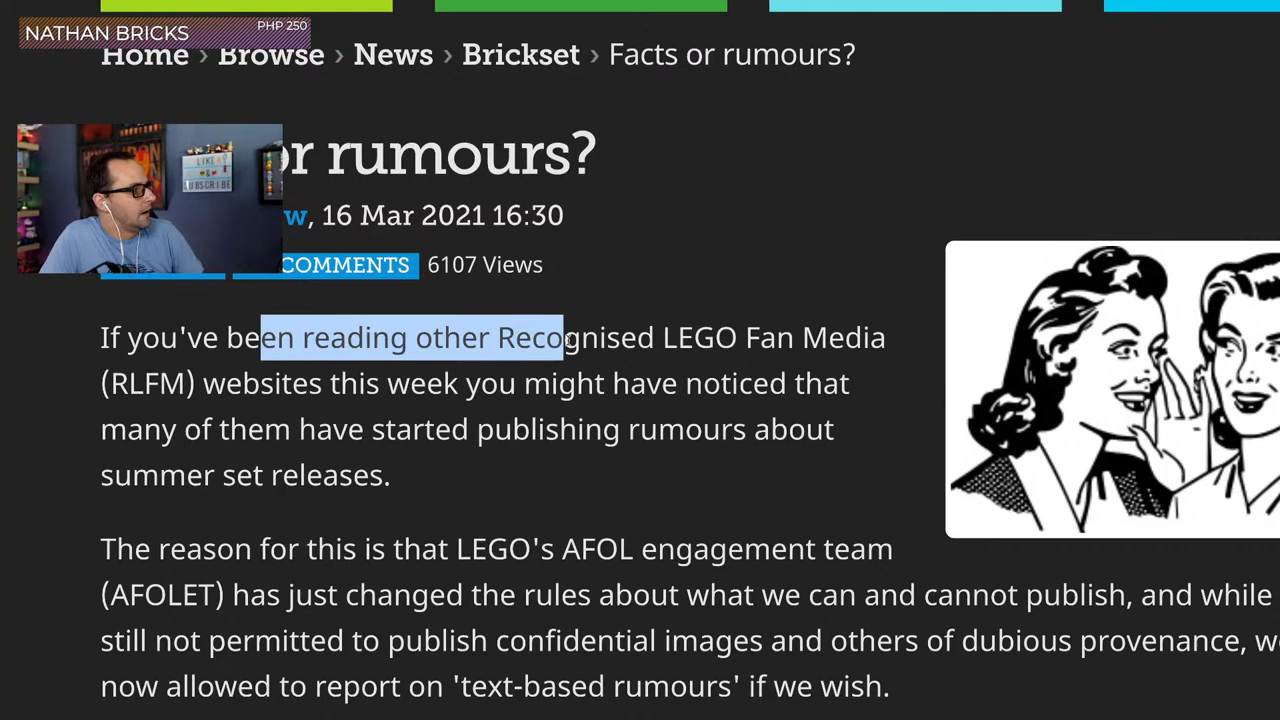 NATHAN BRICKS
PHP 250
Home › Browse › News › Brickset › Facts or rumours?
or rumours?
LIKE
&
SUBSCRIBE
w, 16 Mar 2021 16:30
COMMENTS 6107 Views
If you've been reading other Recognised LEGO Fan Media
(RLFM) websites this week you might have noticed that
many of them have started publishing rumours about
summer set releases.
The reason for this is that LEGO's AFOL engagement team
(AFOLET) has just changed the rules about what we can and cannot publish, and while
still not permitted to publish confidential images and others of dubious provenance, we
now allowed to report on 'text-based rumours' if we wish.